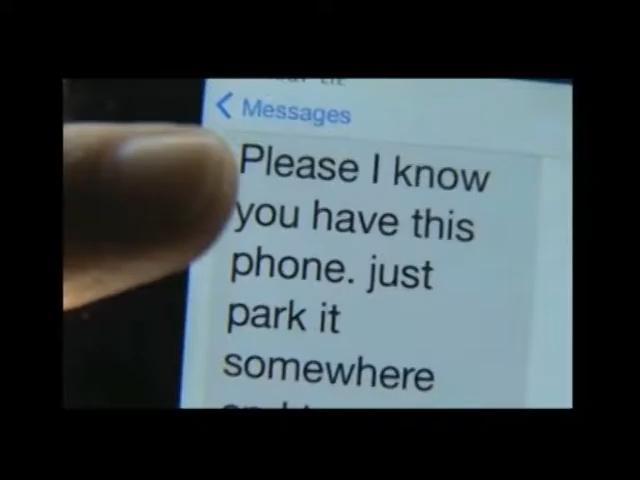 Messages
Please I know
you have this
phone. just
park it
somewhere